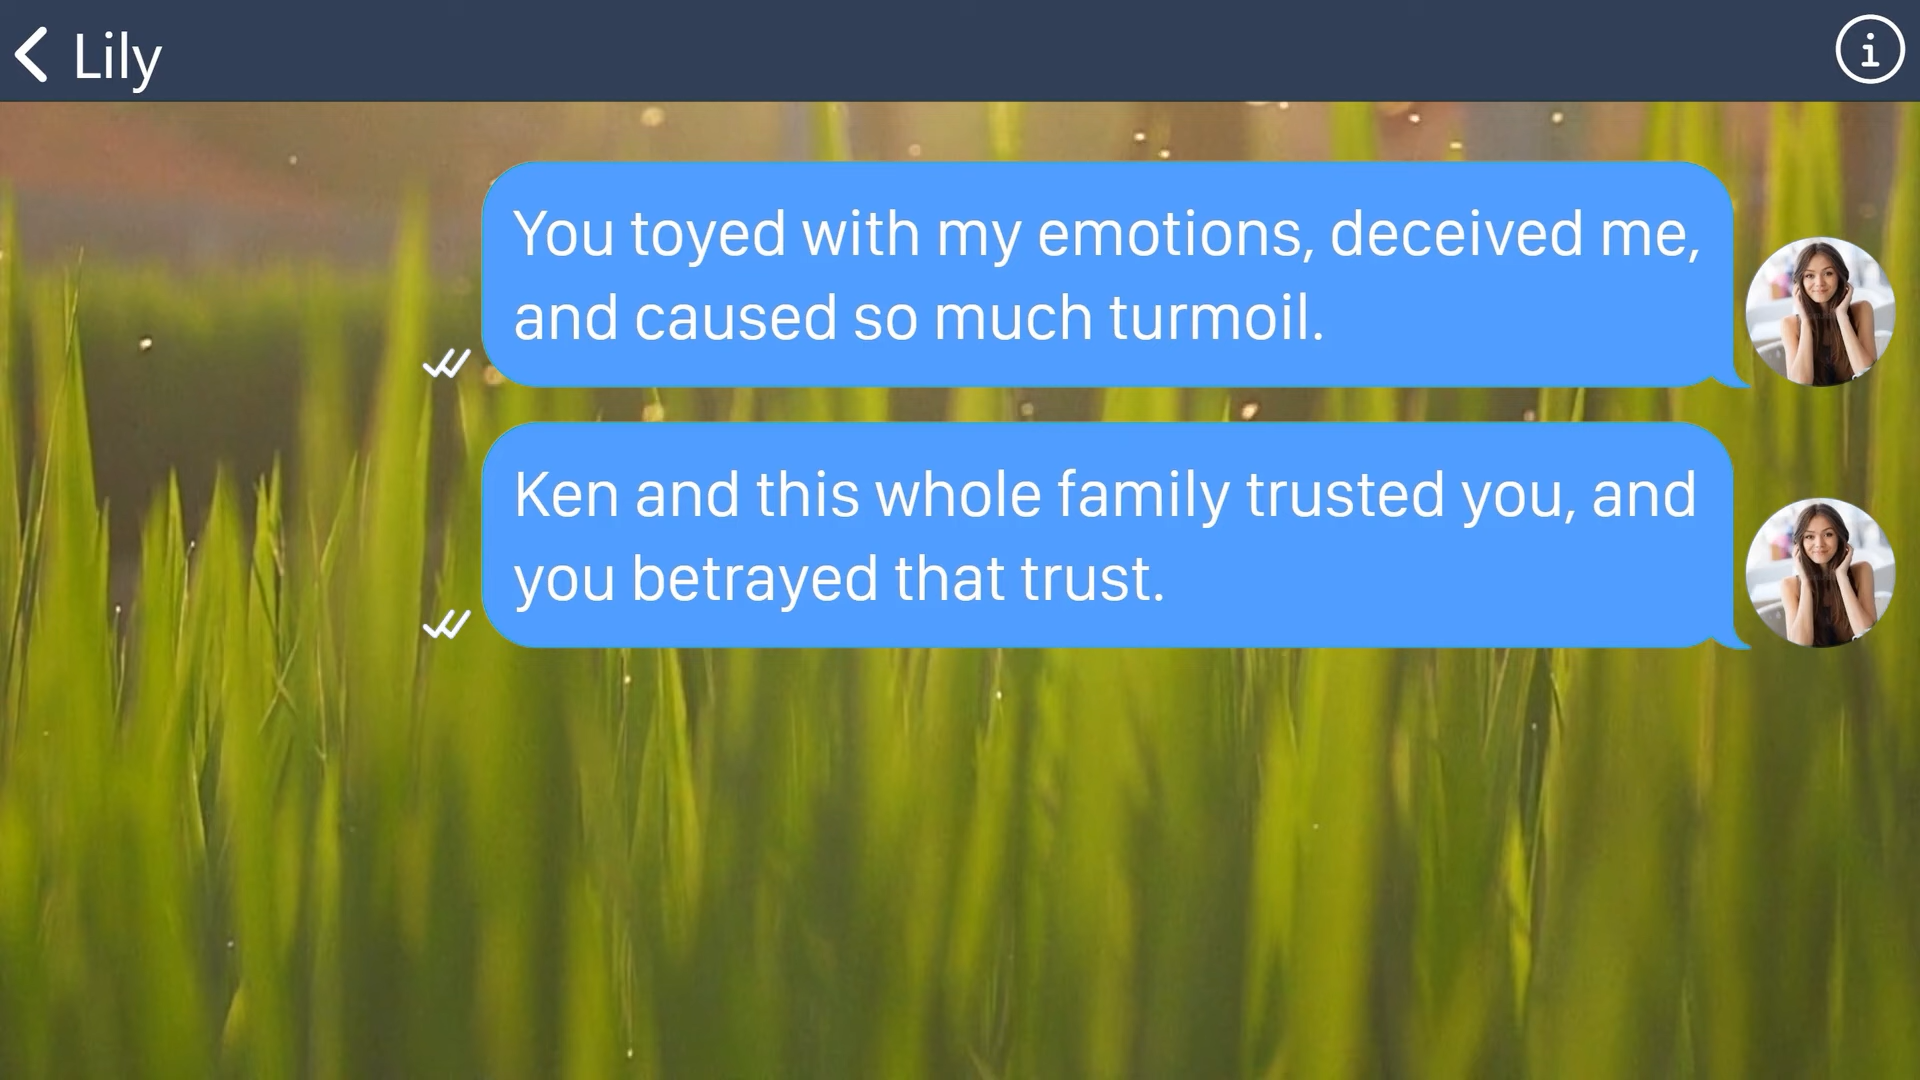 Lily
You toyed with my emotions, deceived me,
and caused so much turmoil.
Ken and this whole family trusted you, and
you betrayed that trust.